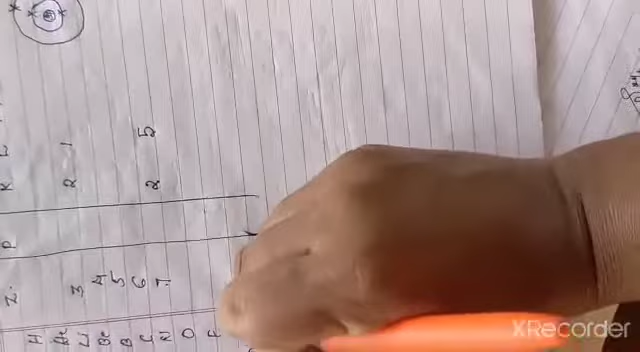 Z. P K L
H
He
Li 3 2 1
Be 4
B 5
C 6
N 7 2 5
O
F
XRecorder